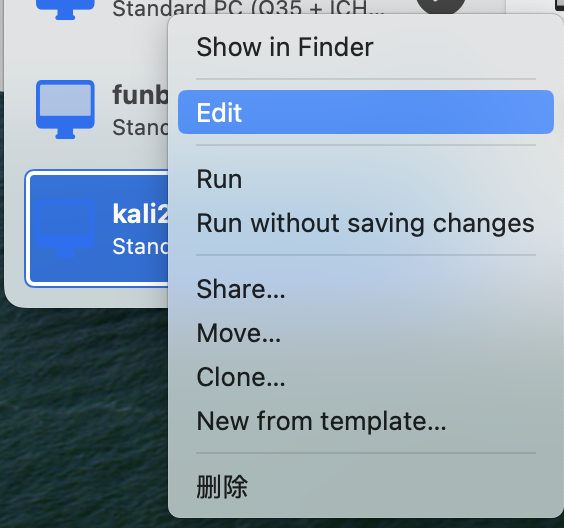 Standard PC (Q35 + ICH...
Show in Finder
funb
Edit
Stand
Run
kali2
Run without saving changes
Share...
Move...
Clone...
New from template...
删除